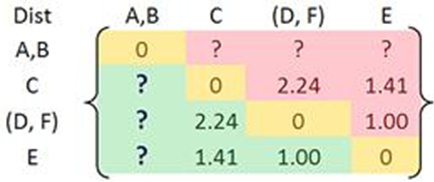 Dist A,B C (D, F) E
A,B 0 ? ? ?
C ? 0 2.24 1.41
(D, F) ? 2.24 0 1.00
E ? 1.41 1.00 0